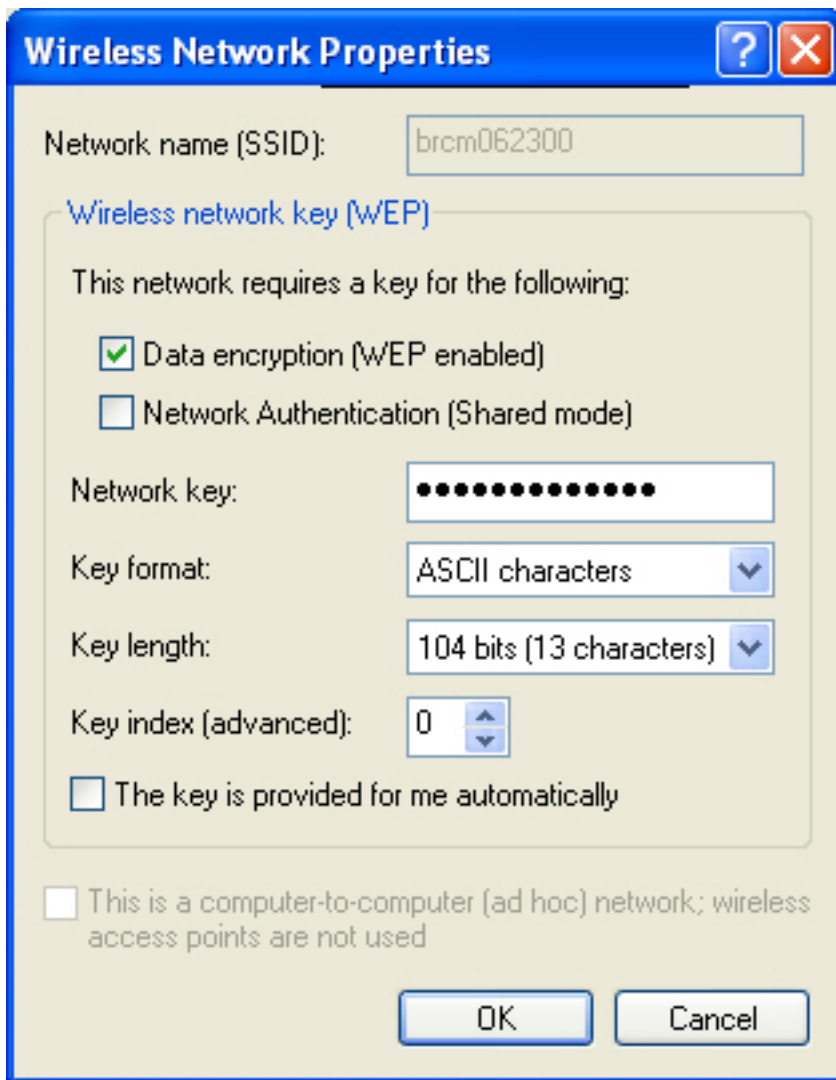 Wireless Network Properties
Network name (SSID): brcm062300
Wireless network key (WEP)
This network requires a key for the following:
Data encryption (WEP enabled)
Network Authentication (Shared mode)
Network key: •••••••••••••
Key format: ASCII characters
Key length: 104 bits (13 characters)
Key index (advanced): 0
The key is provided for me automatically
This is a computer-to-computer (ad hoc) network; wireless
access points are not used
OK Cancel